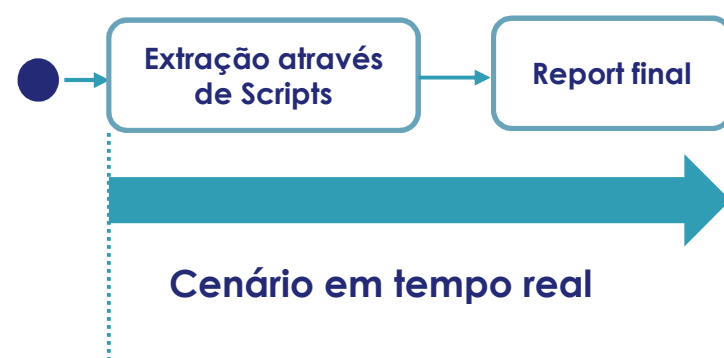 Extração através
de Scripts
Report final
Cenário em tempo real